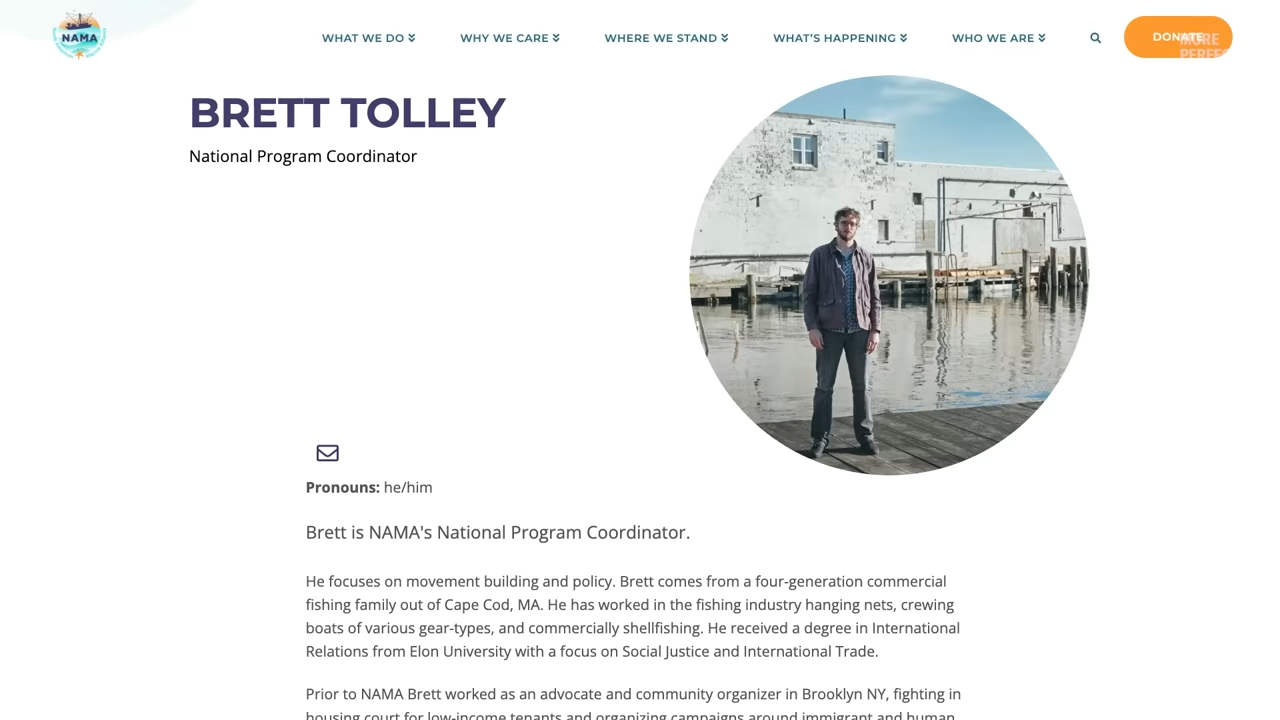 NAMA
WHAT WE DO
WHY WE CARE
WHERE WE STAND
WHAT'S HAPPENING
WHO WE ARE
DONATE
MORE
PERFEC
BRETT TOLLEY
National Program Coordinator
Pronouns: he/him
Brett is NAMA's National Program Coordinator.
He focuses on movement building and policy. Brett comes from a four-generation commercial
fishing family out of Cape Cod, MA. He has worked in the fishing industry hanging nets, crewing
boats of various gear-types, and commercially shellfishing. He received a degree in International
Relations from Elon University with a focus on Social Justice and International Trade.
Prior to NAMA Brett worked as an advocate and community organizer in Brooklyn NY, fighting in
housing court for low-income tenants and organizing campaigns around immigrant and human